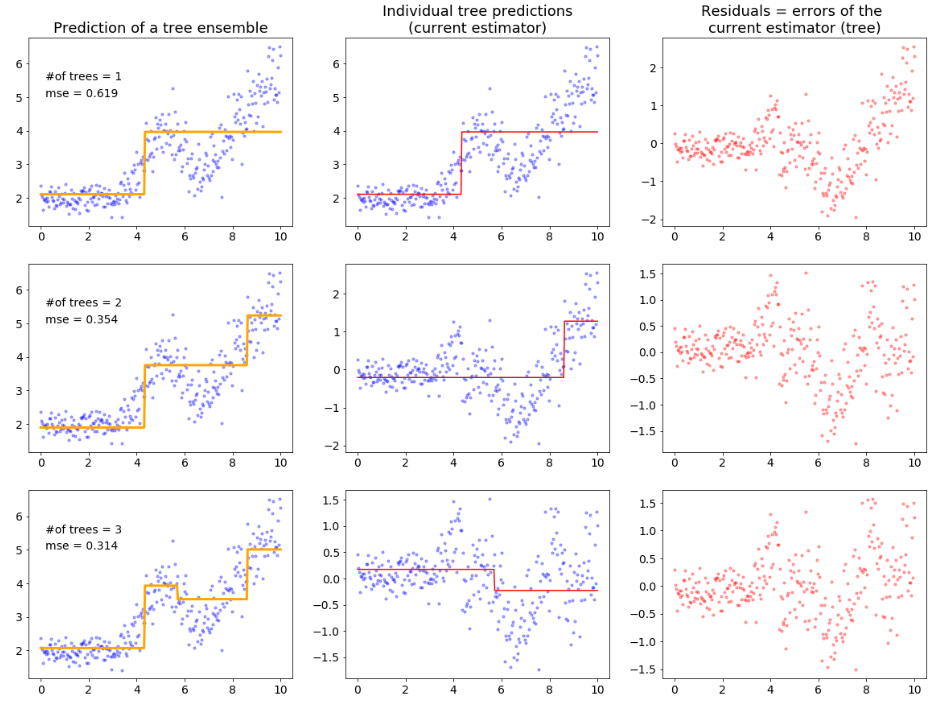 Prediction of a tree ensemble
Individual tree predictions
(current estimator)
Residuals = errors of the
current estimator (tree)
#of trees = 1
mse = 0.619
6
5
4
3
2
0 2 4 6 8 10
6
5
4
3
2
0 2 4 6 8 10
2
1
0
−1
−2
0 2 4 6 8 10
#of trees = 2
mse = 0.354
6
5
4
3
2
0 2 4 6 8 10
2
1
0
−1
−2
0 2 4 6 8 10
1.5
1.0
0.5
0.0
−0.5
−1.0
−1.5
0 2 4 6 8 10
#of trees = 3
mse = 0.314
6
5
4
3
2
0 2 4 6 8 10
1.5
1.0
0.5
0.0
−0.5
−1.0
−1.5
0 2 4 6 8 10
1.5
1.0
0.5
0.0
−0.5
−1.0
−1.5
0 2 4 6 8 10